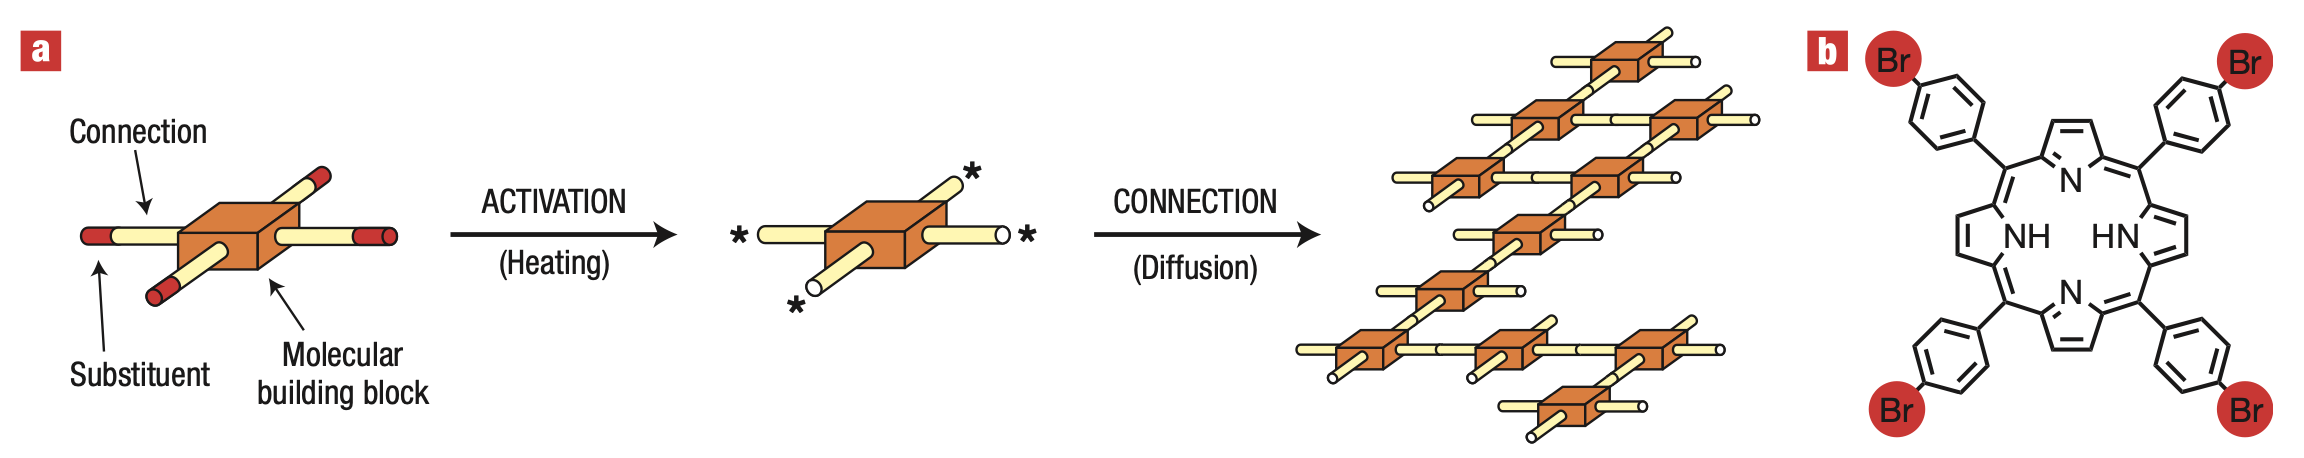 a
Connection
Substituent
Molecular
building block
ACTIVATION
(Heating)
*
*
*
*
CONNECTION
(Diffusion)
b
Br
Br
N
NH
HN
N
Br
Br